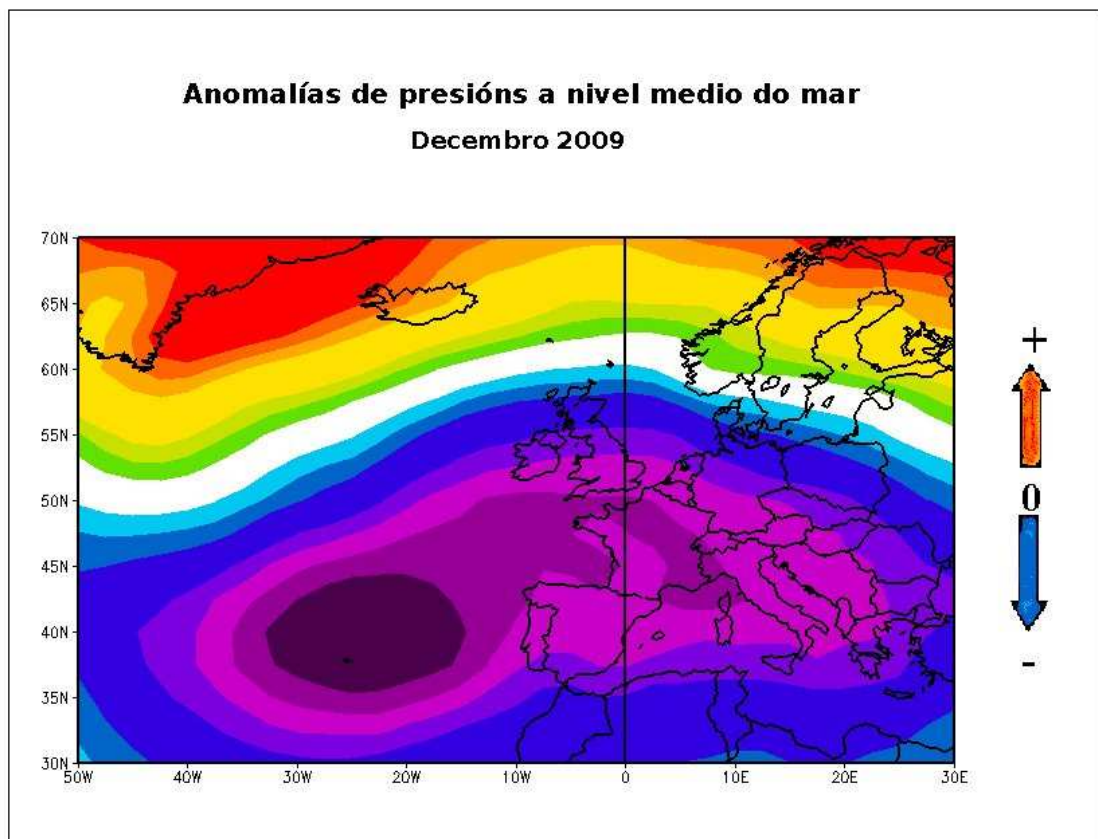 Anomalías de presións a nivel medio do mar
Decembro 2009
70N
65N
60N
55N
50N
45N
40N
35N
30N
50W 40W 30W 20W 10W 0 10E 20E 30E
+
0
-